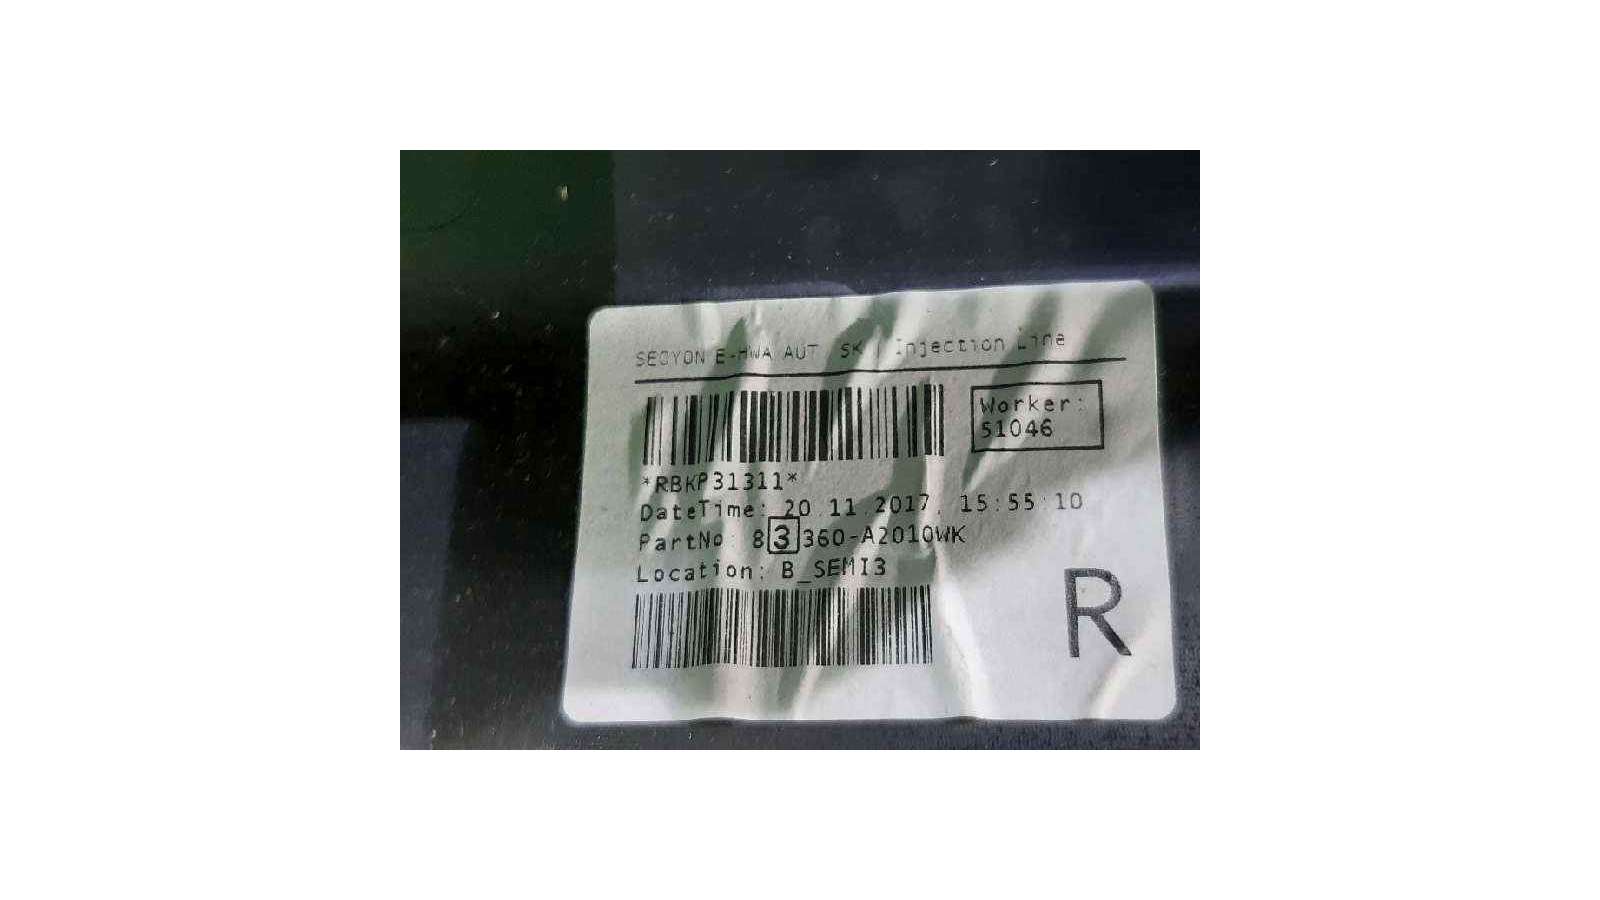 SEOYON E-HWA AUT. SK | Injection Line
Worker:
51046
*RBKP31311*
DateTime: 20.11.2017. 15:55:10
PartNo: 83360-A2010WK
Location: B_SEMI3
R